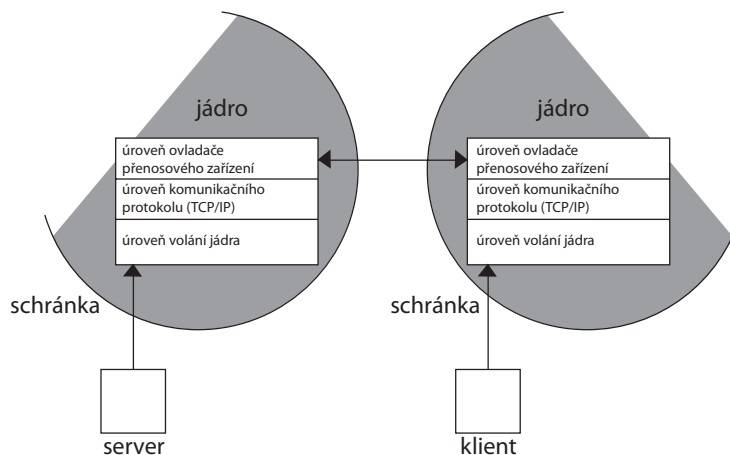 jádro
úroveň ovladače
přenosového zařízení
úroveň komunikačního
protokolu (TCP/IP)
úroveň volání jádra
schránka
server
jádro
úroveň ovladače
přenosového zařízení
úroveň komunikačního
protokolu (TCP/IP)
úroveň volání jádra
schránka
klient